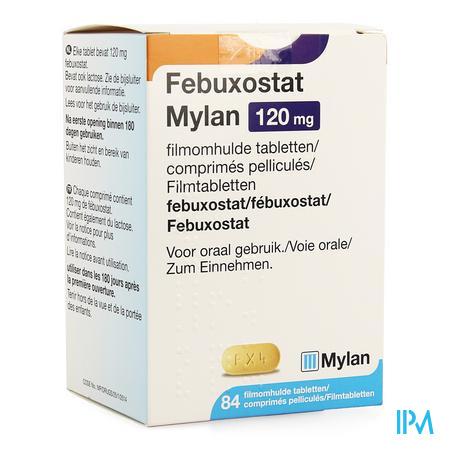 NL Elke tablet bevat 120 mg
febuxostat.
Bevat ook lactose. Zie de bijsluiter
voor aanvullende informatie.
Lees voor het gebruik de bijsluiter.
Na eerste opening binnen 180
dagen gebruiken.
Buiten het zicht en bereik van
kinderen houden.
FR Chaque comprimé contient
120 mg de fébuxostat.
Contient également du lactose.
Voir la notice pour plus
d'informations.
Lire la notice avant utilisation.
utiliser dans les 180 jours après
la première ouverture.
Tenir hors de la vue et de la portée
des enfants.
Febuxostat
Mylan 120 mg
filmomhulde tabletten/
comprimés pelliculés/
Filmtabletten
febuxostat/fébuxostat/
Febuxostat
Voor oraal gebruik./Voie orale/
Zum Einnehmen.
FX4
Mylan
84 filmomhulde tabletten/
comprimés pelliculés/Filmtabletten
IPM